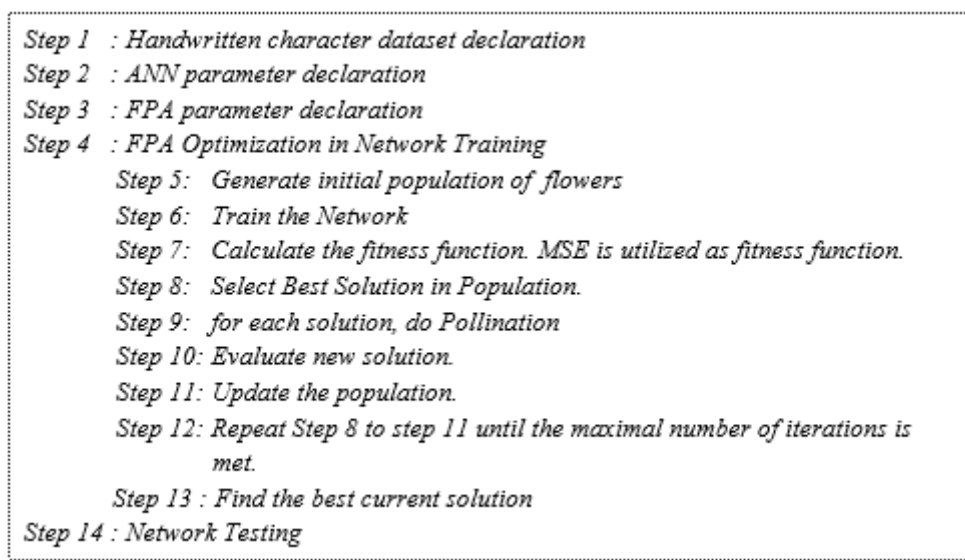 Step 1 : Handwritten character dataset declaration
Step 2 : ANN parameter declaration
Step 3 : FPA parameter declaration
Step 4 : FPA Optimization in Network Training
Step 5: Generate initial population of flowers
Step 6: Train the Network
Step 7: Calculate the fitness function. MSE is utilized as fitness function.
Step 8: Select Best Solution in Population.
Step 9: for each solution, do Pollination
Step 10: Evaluate new solution.
Step 11: Update the population.
Step 12: Repeat Step 8 to step 11 until the maximal number of iterations is
met.
Step 13 : Find the best current solution
Step 14 : Network Testing